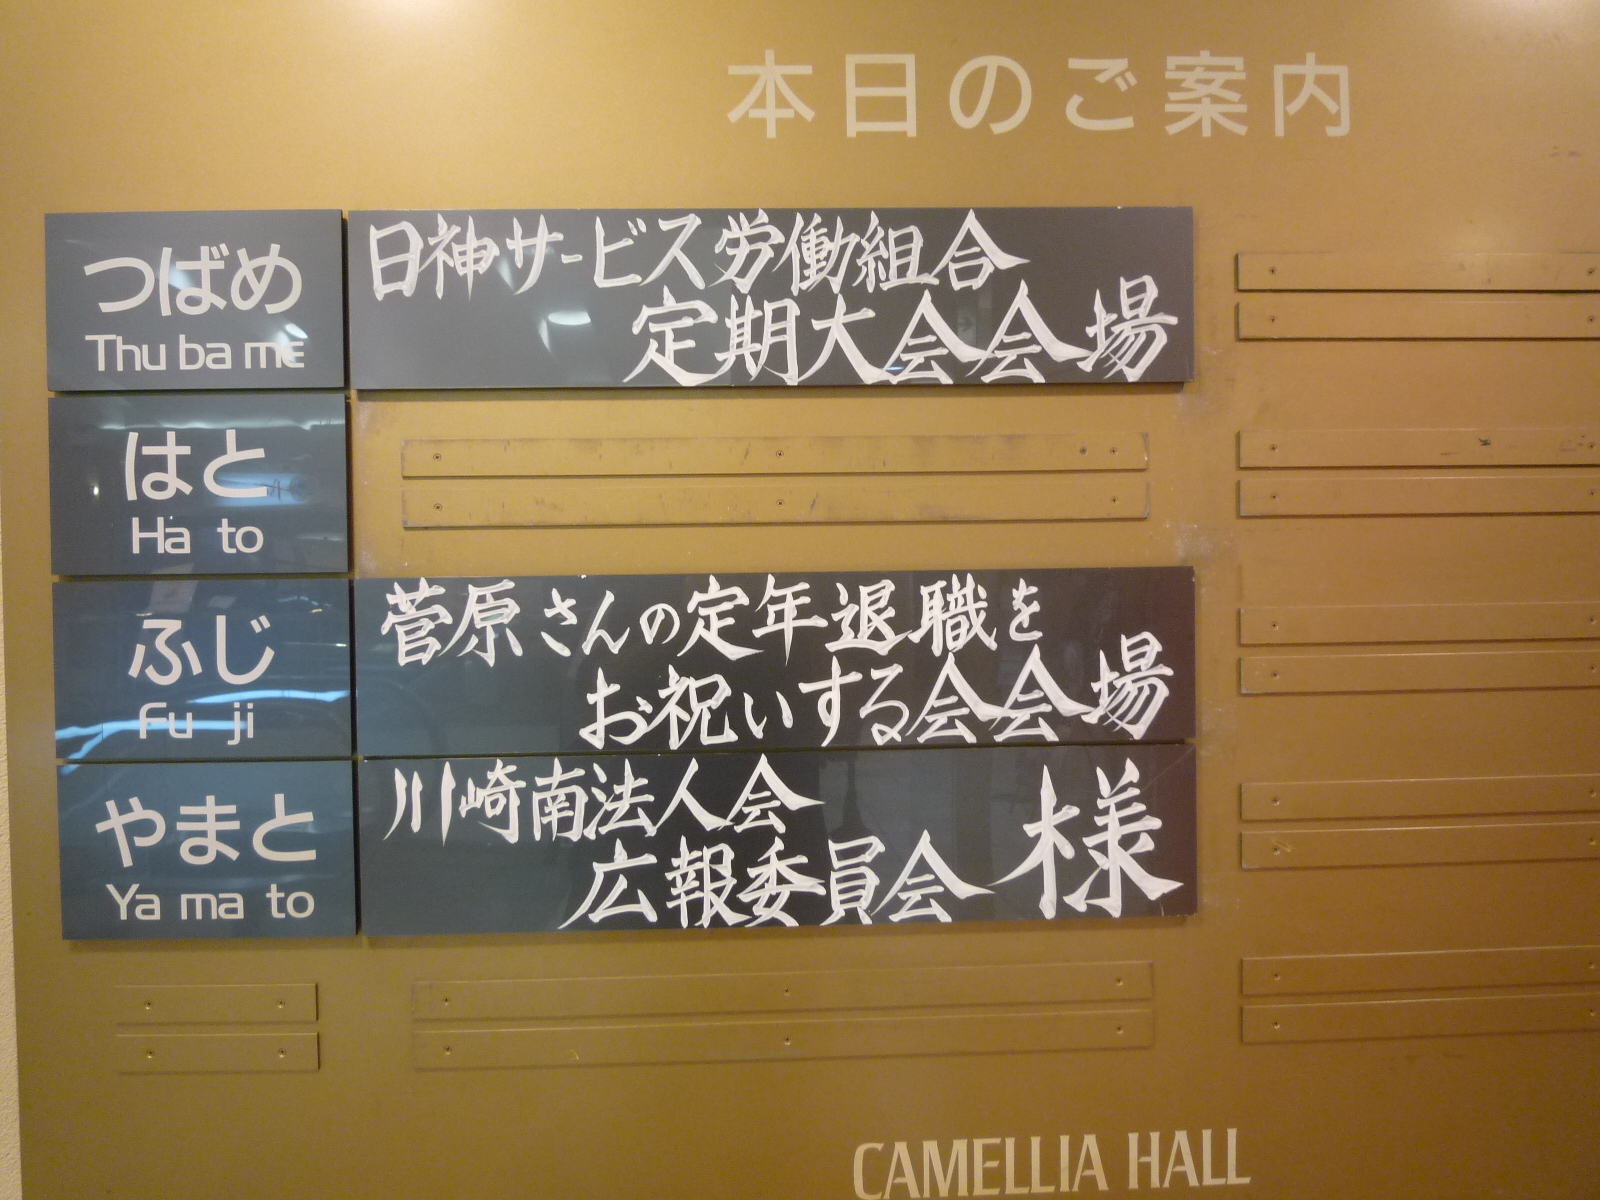 本日のご案内
つばめ
Thu ba me
日神サービス労働組合
定期大会会場
はと
Ha to
ふじ
Fu ji
菅原さんの定年退職を
お祝いする会会場
やまと
Ya ma to
川崎南法人会
広報委員会 様
CAMELLIA HALL